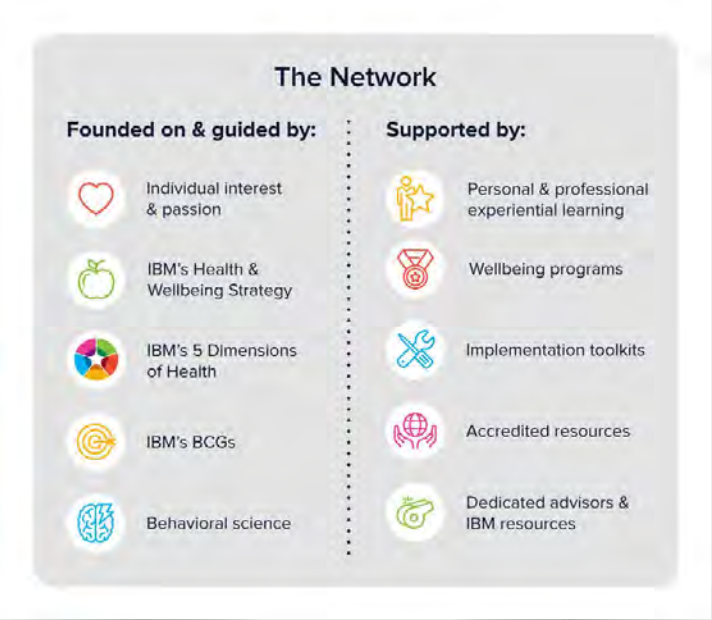 The Network
Founded on & guided by:
Individual interest
& passion
IBM's Health &
Wellbeing Strategy
IBM's 5 Dimensions
of Health
IBM's BCGs
Behavioral science
Supported by:
Personal & professional
experiential learning
Wellbeing programs
Implementation toolkits
Accredited resources
Dedicated advisors &
IBM resources